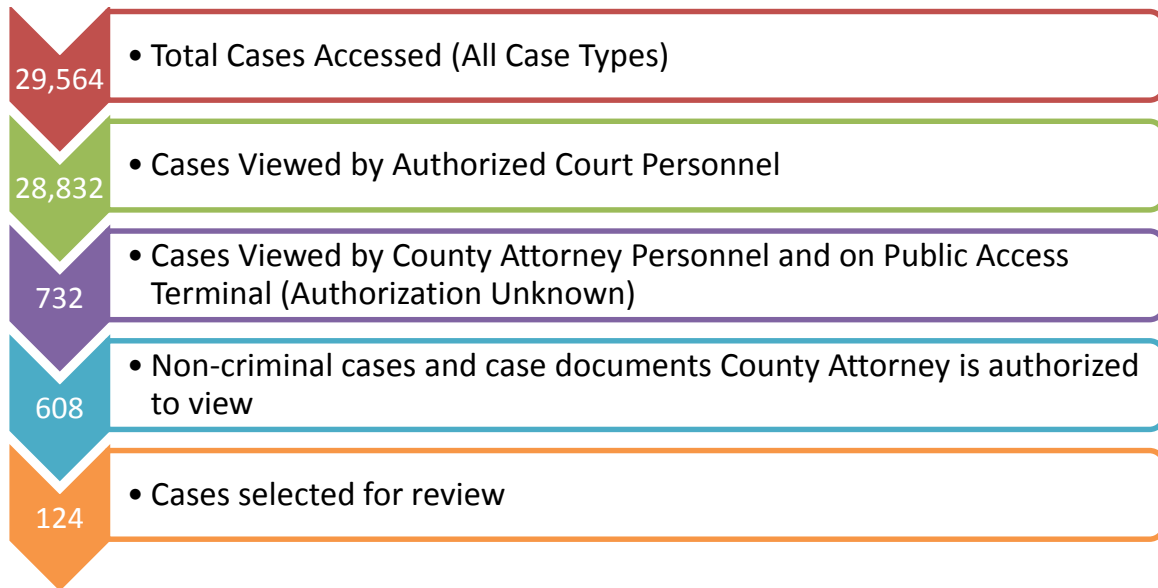 29,564
• Total Cases Accessed (All Case Types)
28,832
• Cases Viewed by Authorized Court Personnel
732
• Cases Viewed by County Attorney Personnel and on Public Access
Terminal (Authorization Unknown)
608
• Non-criminal cases and case documents County Attorney is authorized
to view
124
• Cases selected for review